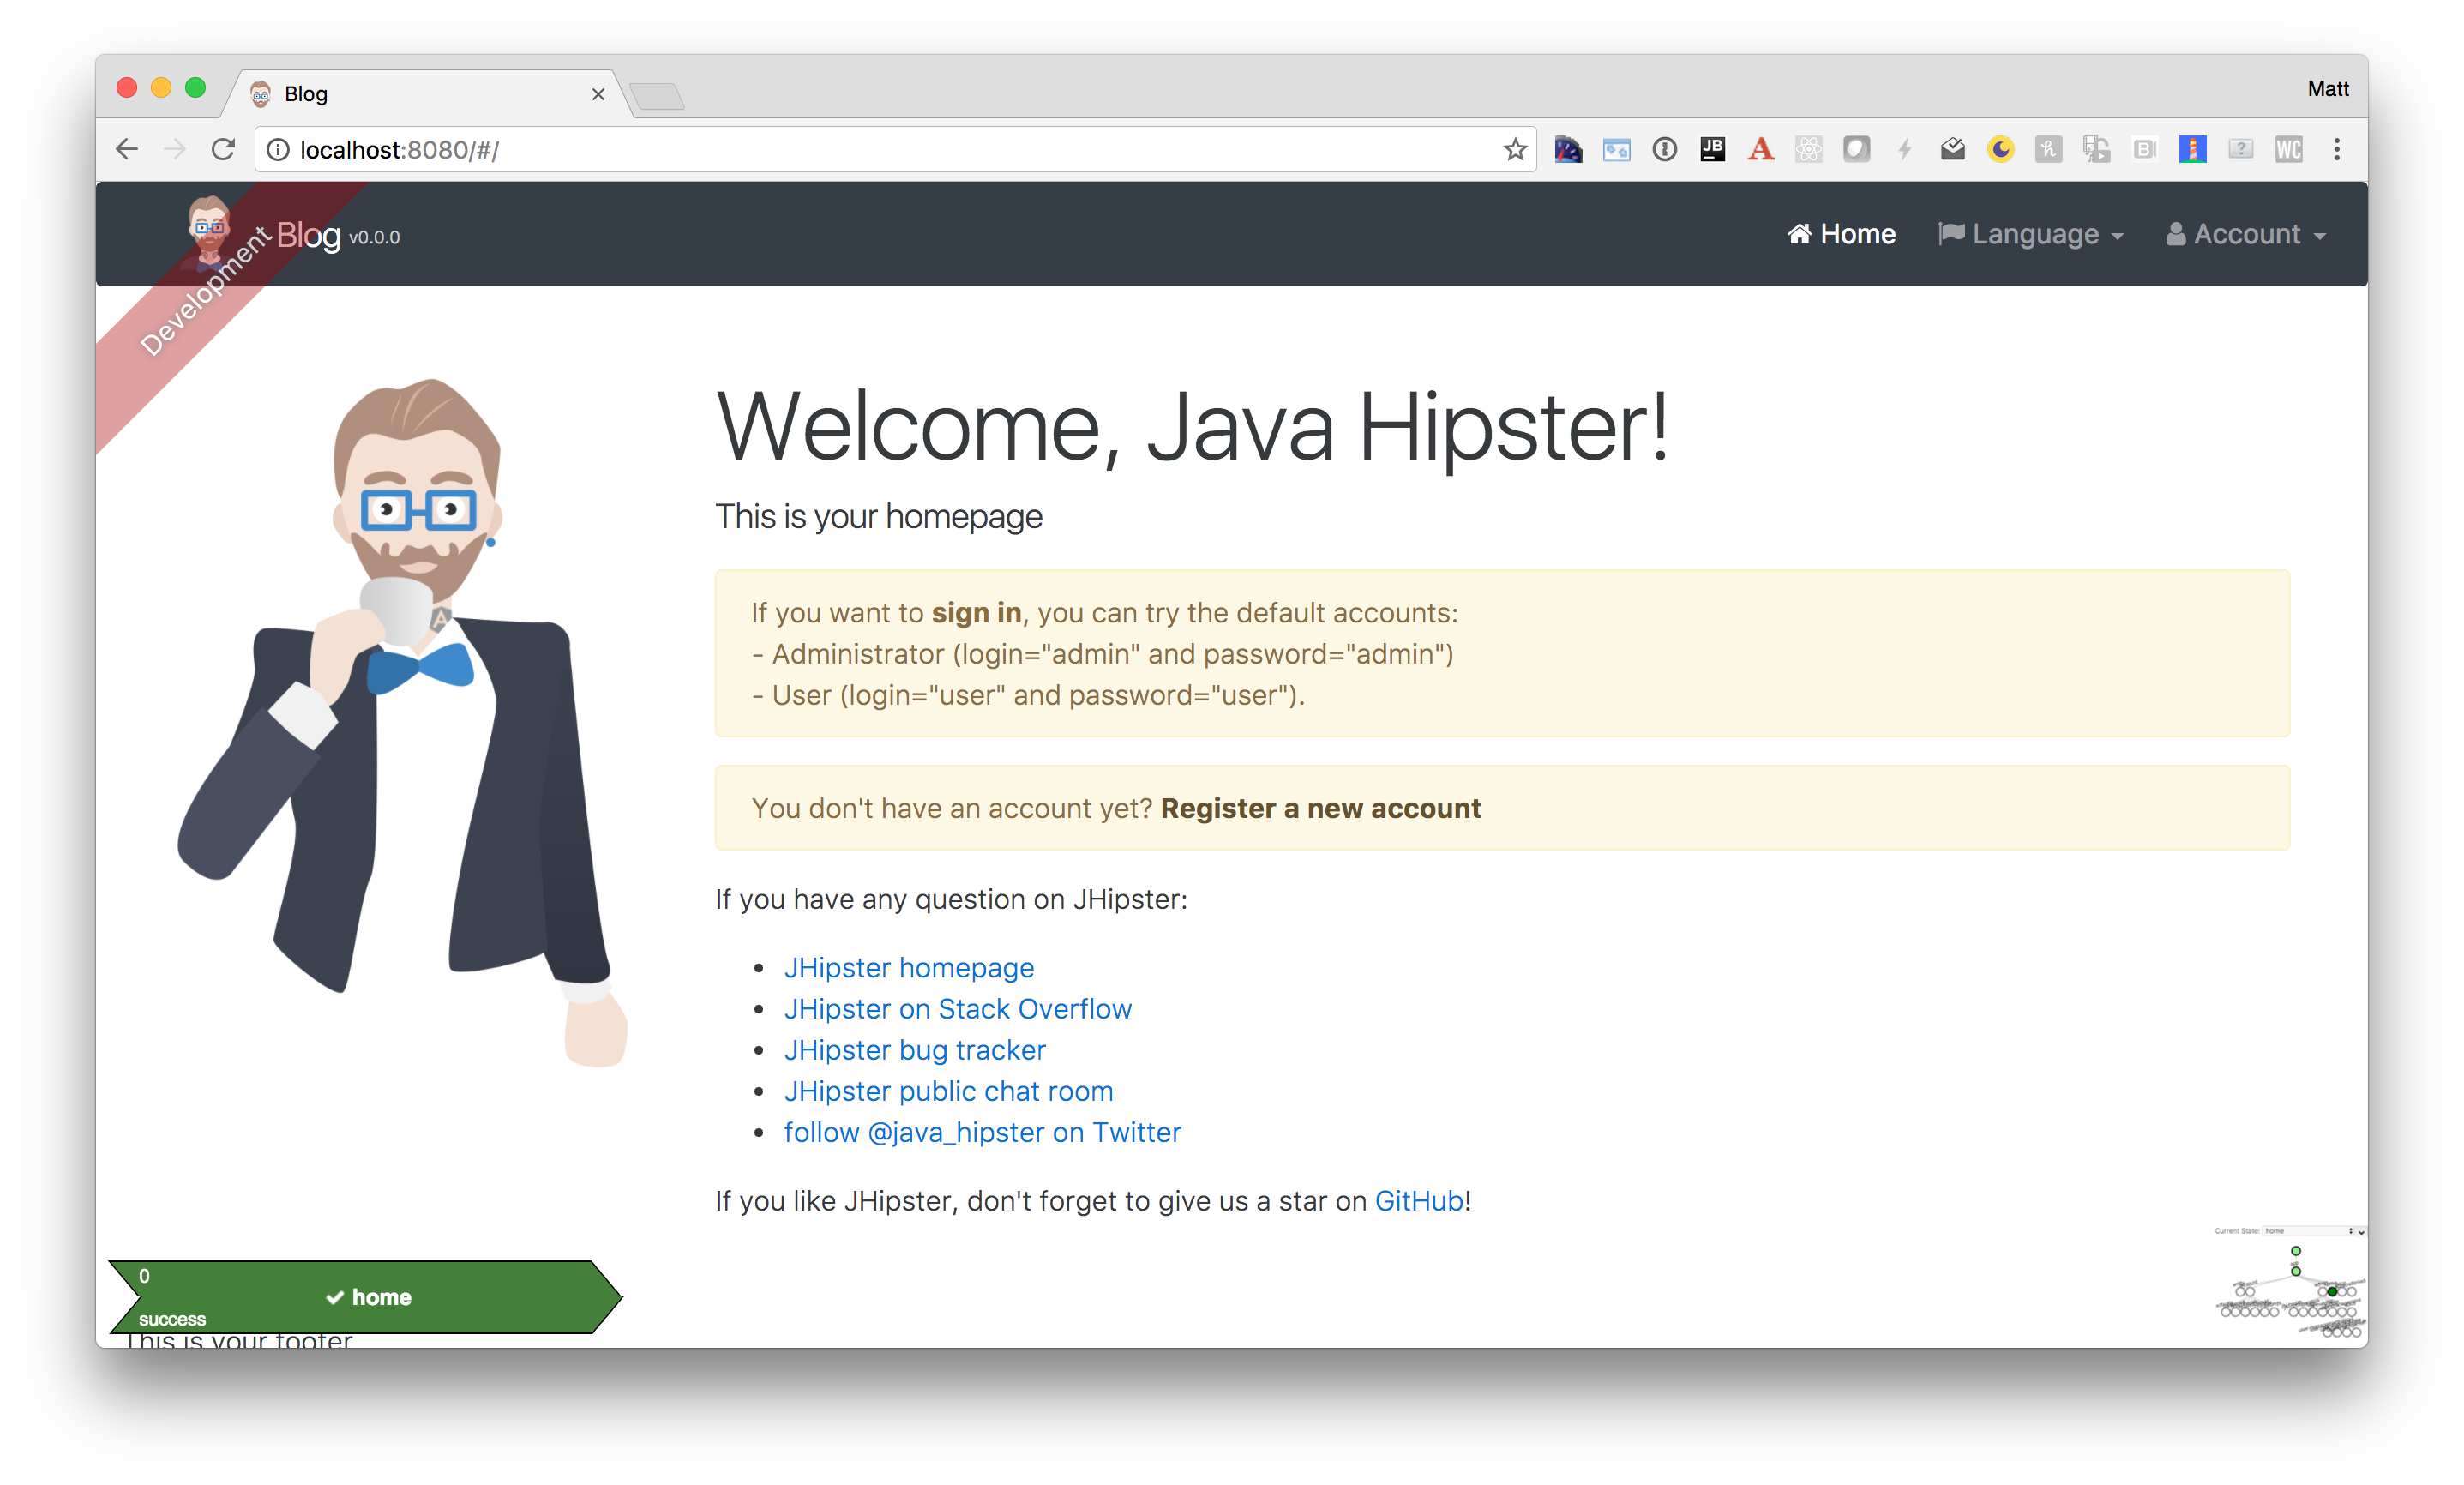 Blog
Matt
localhost:8080/#/
JB
A
B
?
WC
Development
Blog v0.0.0
Home
Language
Account
Welcome, Java Hipster!
This is your homepage
If you want to sign in, you can try the default accounts:
- Administrator (login="admin" and password="admin")
- User (login="user" and password="user").
You don't have an account yet? Register a new account
If you have any question on JHipster:
• JHipster homepage
• JHipster on Stack Overflow
• JHipster bug tracker
• JHipster public chat room
• follow @java_hipster on Twitter
If you like JHipster, don't forget to give us a star on GitHub!
Current State: home
0
home
success
This is your footer